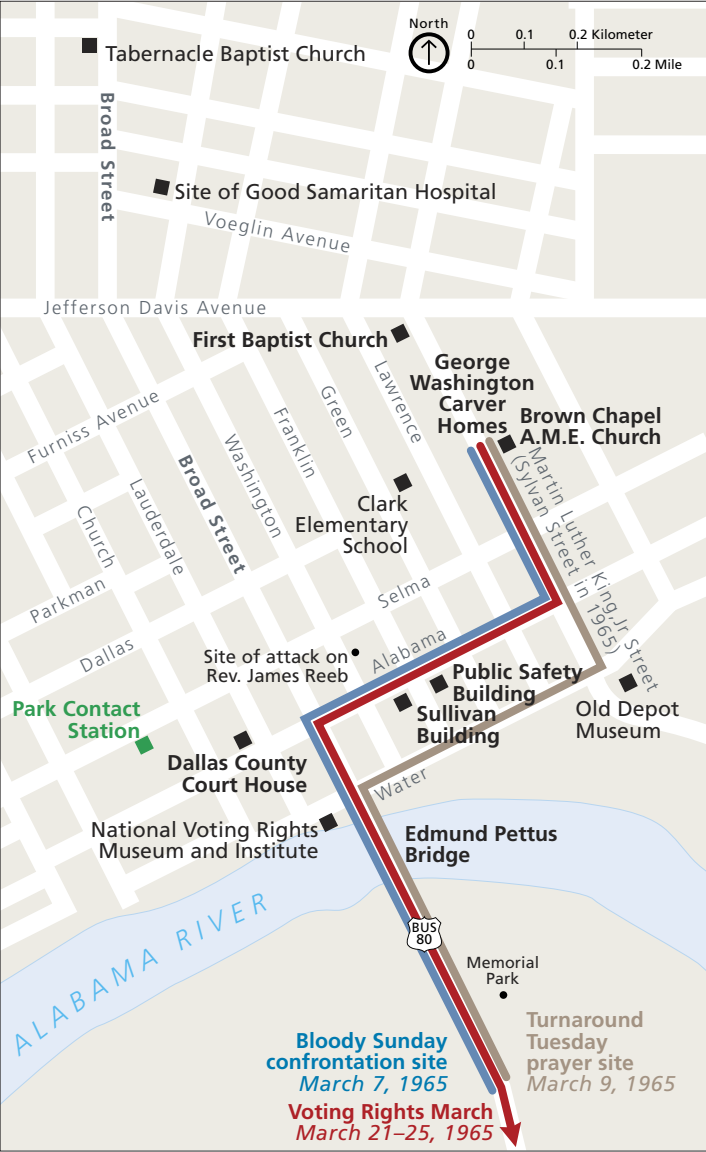 North
0 0.1 0.2 Kilometer
0 0.1 0.2 Mile
Tabernacle Baptist Church
Broad Street
Site of Good Samaritan Hospital
Voeglin Avenue
Jefferson Davis Avenue
First Baptist Church
George
Washington
Carver
Homes
Brown Chapel
A.M.E. Church
Furniss Avenue
Lawrence
Green
Franklin
Washington
Broad Street
Lauderdale
Church
Clark
Elementary
School
Martin Luther King,Jr Street
(Sylvan Street in 1965)
Parkman
Selma
Dallas
Alabama
Site of attack on
Rev. James Reeb
Public Safety
Building
Sullivan
Building
Old Depot
Museum
Park Contact
Station
Dallas County
Court House
Water
National Voting Rights
Museum and Institute
Edmund Pettus
Bridge
ALABAMA RIVER
BUS
80
Memorial
Park
Turnaround
Tuesday
prayer site
March 9, 1965
Bloody Sunday
confrontation site
March 7, 1965
Voting Rights March
March 21–25, 1965